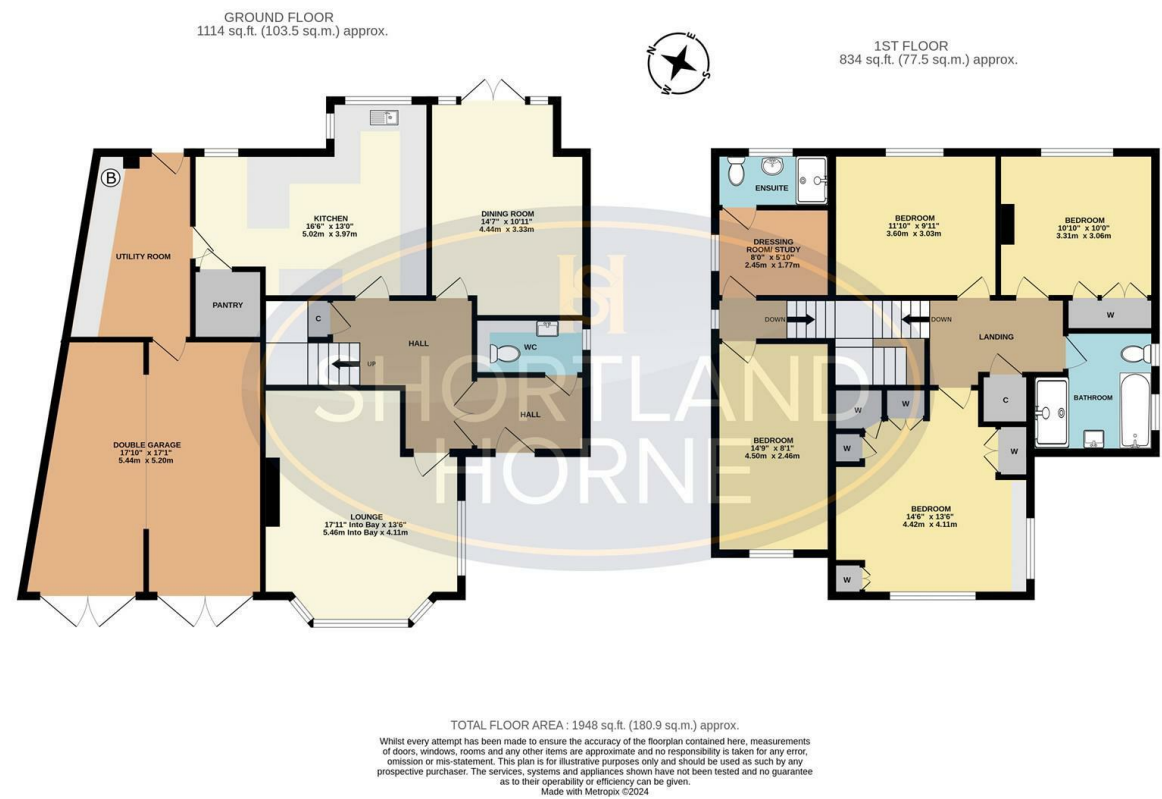 GROUND FLOOR
1114 sq.ft. (103.5 sq.m.) approx.
1ST FLOOR
834 sq.ft. (77.5 sq.m.) approx.
N
E
S
W
B
UTILITY ROOM
KITCHEN
16'6" x 13'0"
5.02m x 3.97m
DINING ROOM
14'7" x 10'11"
4.44m x 3.33m
PANTRY
C
HALL
UP
WC
HALL
DOUBLE GARAGE
17'10" x 17'1"
5.44m x 5.20m
LOUNGE
17'11" Into Bay x 13'6"
5.46m Into Bay x 4.11m
ENSUITE
DRESSING
ROOM/ STUDY
8'0" x 5'10"
2.45m x 1.77m
BEDROOM
11'10" x 9'11"
3.60m x 3.03m
BEDROOM
10'10" x 10'0"
3.31m x 3.06m
W
DOWN
DOWN
LANDING
BATHROOM
C
W
W
W
W
W
BEDROOM
14'9" x 8'1"
4.50m x 2.46m
BEDROOM
14'6" x 13'6"
4.42m x 4.11m
SHORTLAND
HORNE
TOTAL FLOOR AREA : 1948 sq.ft. (180.9 sq.m.) approx.
Whilst every attempt has been made to ensure the accuracy of the floorplan contained here, measurements
of doors, windows, rooms and any other items are approximate and no responsibility is taken for any error,
omission or mis-statement. This plan is for illustrative purposes only and should be used as such by any
prospective purchaser. The services, systems and appliances shown have not been tested and no guarantee
as to their operability or efficiency can be given.
Made with Metropix ©2024